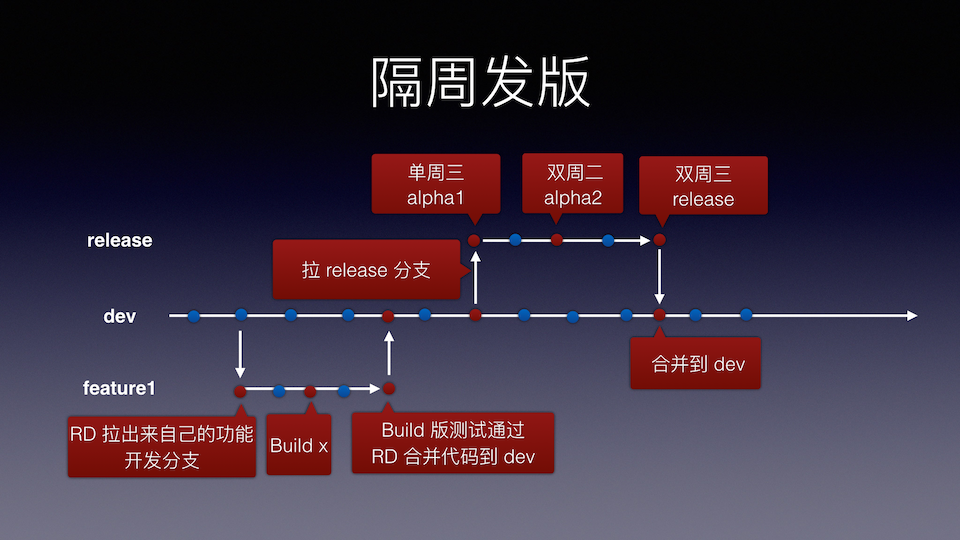 隔周发版
单周三
alpha1
双周二
alpha2
双周三
release
release
拉 release 分支
dev
合并到 dev
feature1
RD 拉出来自己的功能
开发分支
Build x
Build 版测试通过
RD 合并代码到 dev